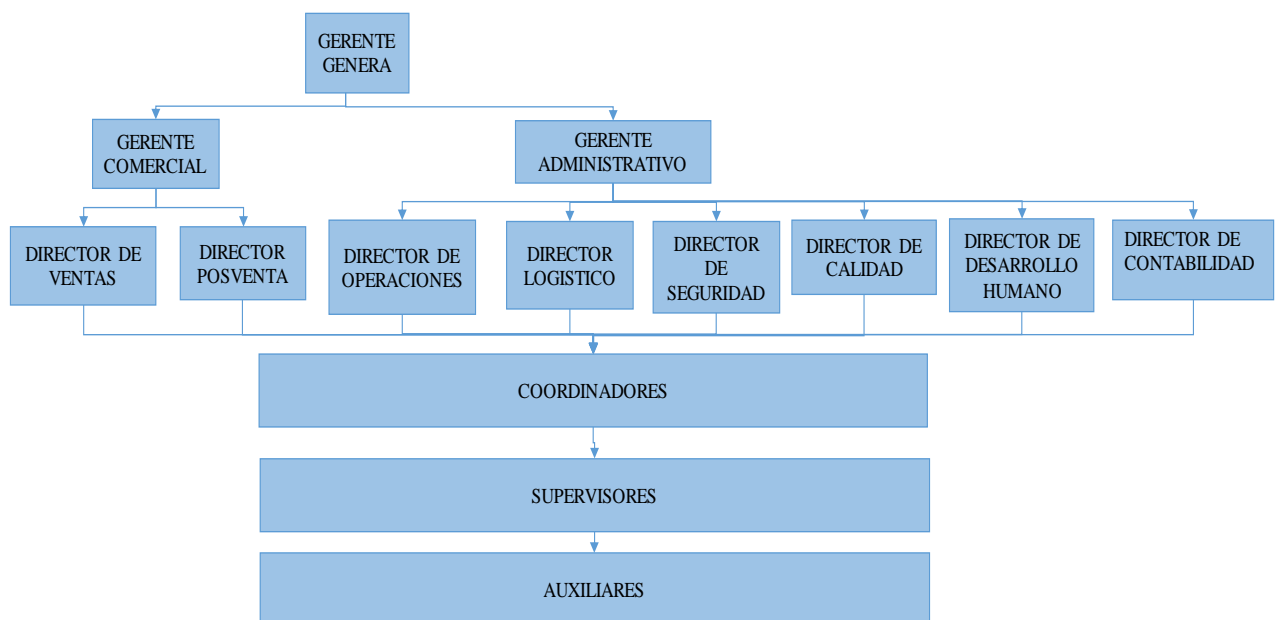 GERENTE
GENERA
GERENTE
COMERCIAL
GERENTE
ADMINISTRATIVO
DIRECTOR DE
VENTAS
DIRECTOR
POSVENTA
DIRECTOR DE
OPERACIONES
DIRECTOR
LOGISTICO
DIRECTOR
DE
SEGURIDAD
DIRECTOR DE
CALIDAD
DIRECTOR DE
DESARROLLO
HUMANO
DIRECTOR DE
CONTABILIDAD
COORDINADORES
SUPERVISORES
AUXILIARES